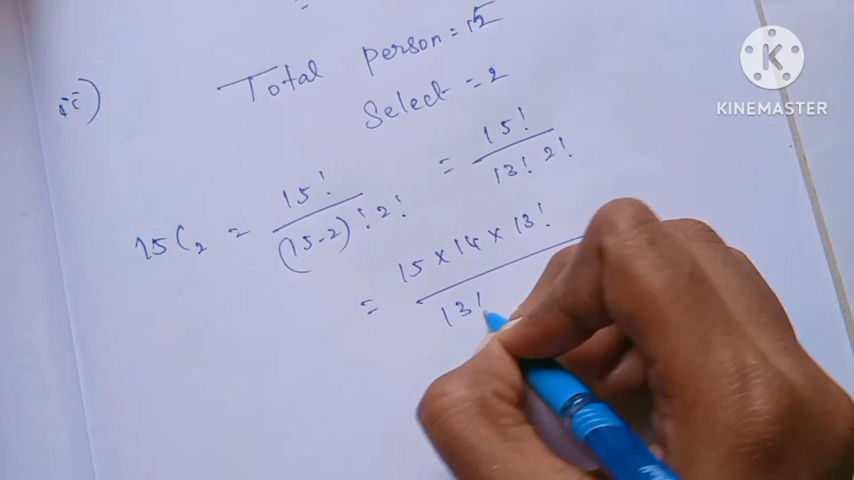 ii) Total person = 15
Select = 2
15C₂ = 15! / (15-2)! 2! = 15! / 13! 2!
= 15 × 14 × 13! / 13!
KINEMASTER